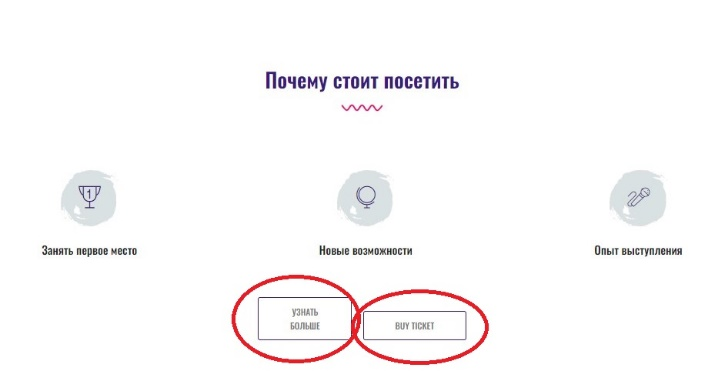 Почему стоит посетить
1
Занять первое место
Новые возможности
Опыт выступления
УЗНАТЬ
БОЛЬШЕ
BUY TICKET